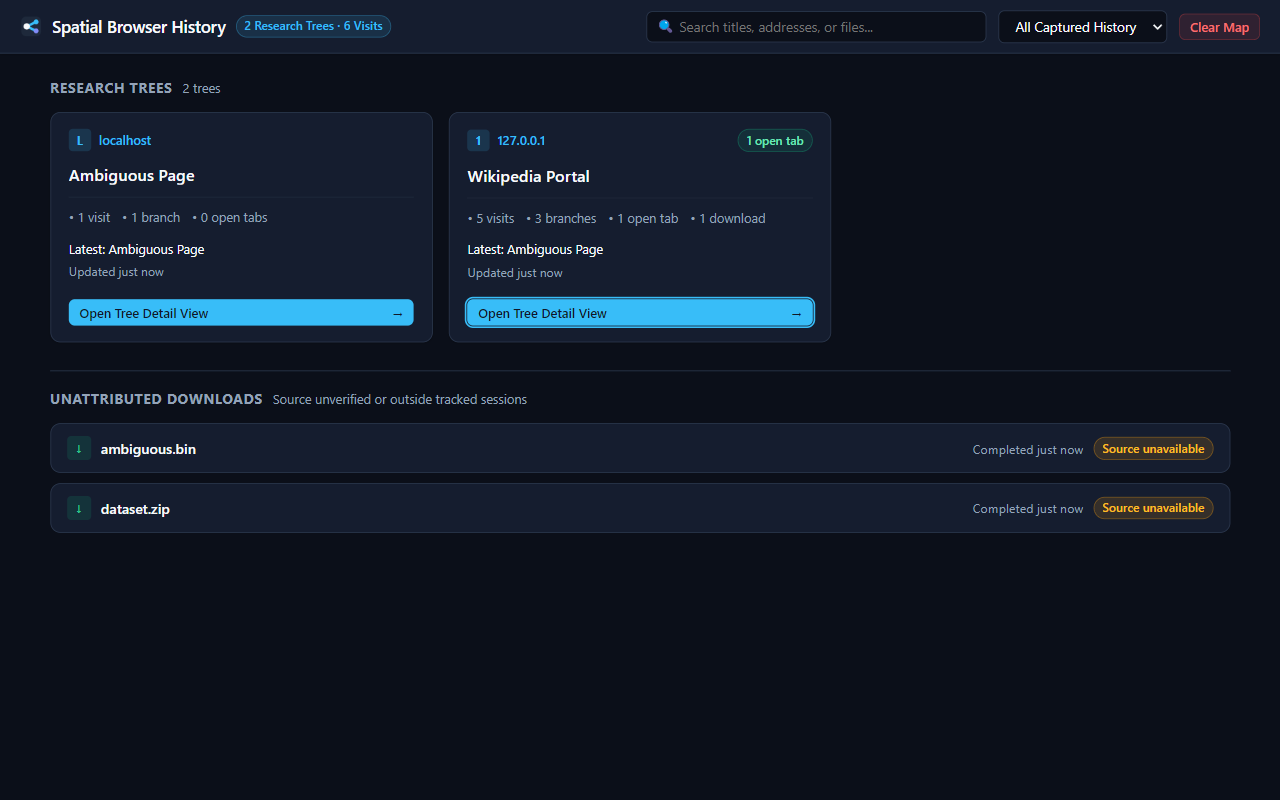 Spatial Browser History 2 Research Trees · 6 Visits 🔍 Search titles, addresses, or files... All Captured History Clear Map
RESEARCH TREES 2 trees
L localhost
Ambiguous Page
• 1 visit • 1 branch • 0 open tabs
Latest: Ambiguous Page
Updated just now
Open Tree Detail View →
1 127.0.0.1 1 open tab
Wikipedia Portal
• 5 visits • 3 branches • 1 open tab • 1 download
Latest: Ambiguous Page
Updated just now
Open Tree Detail View →
UNATTRIBUTED DOWNLOADS Source unverified or outside tracked sessions
↓ ambiguous.bin Completed just now Source unavailable
↓ dataset.zip Completed just now Source unavailable